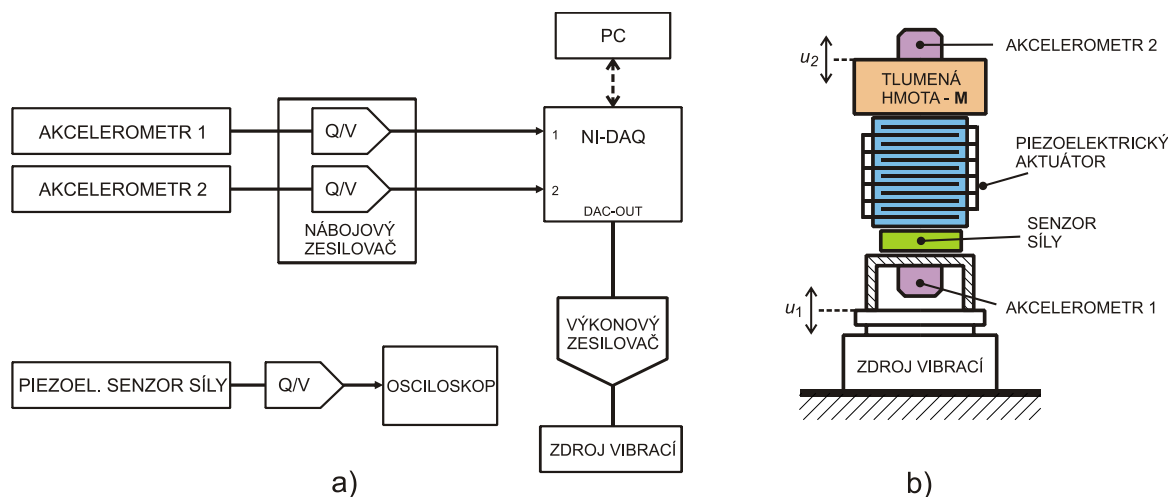 PC
AKCELEROMETR 1
Q/V
1
NI-DAQ
AKCELEROMETR 2
Q/V
2
DAC-OUT
NÁBOJOVÝ
ZESILOVAČ
VÝKONOVÝ
ZESILOVAČ
PIEZOEL. SENZOR SÍLY
Q/V
OSCILOSKOP
ZDROJ VIBRACÍ
a)
u2
AKCELEROMETR 2
TLUMENÁ
HMOTA - M
PIEZOELEKTRICKÝ
AKTUÁTOR
SENZOR
SÍLY
u1
AKCELEROMETR 1
ZDROJ VIBRACÍ
b)